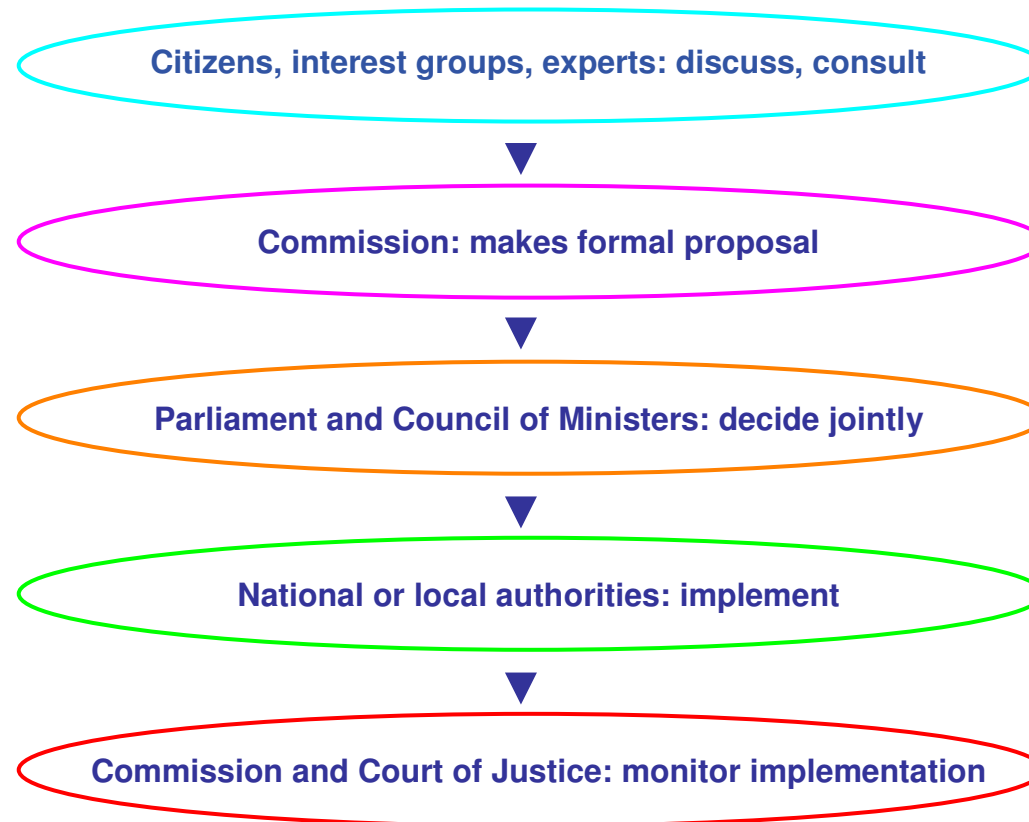 Citizens, interest groups, experts: discuss, consult
Commission: makes formal proposal
Parliament and Council of Ministers: decide jointly
National or local authorities: implement
Commission and Court of Justice: monitor implementation